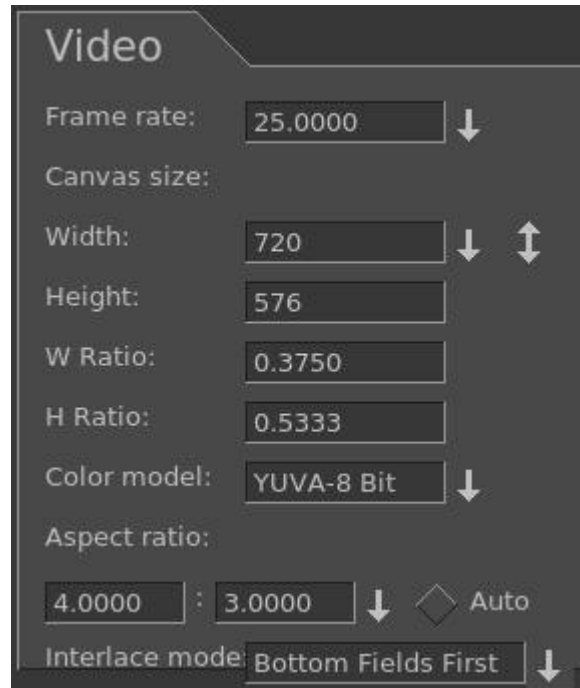 Video
Frame rate: 25.0000
Canvas size:
Width: 720
Height: 576
W Ratio: 0.3750
H Ratio: 0.5333
Color model: YUVA-8 Bit
Aspect ratio:
4.0000 : 3.0000 Auto
Interlace mode: Bottom Fields First